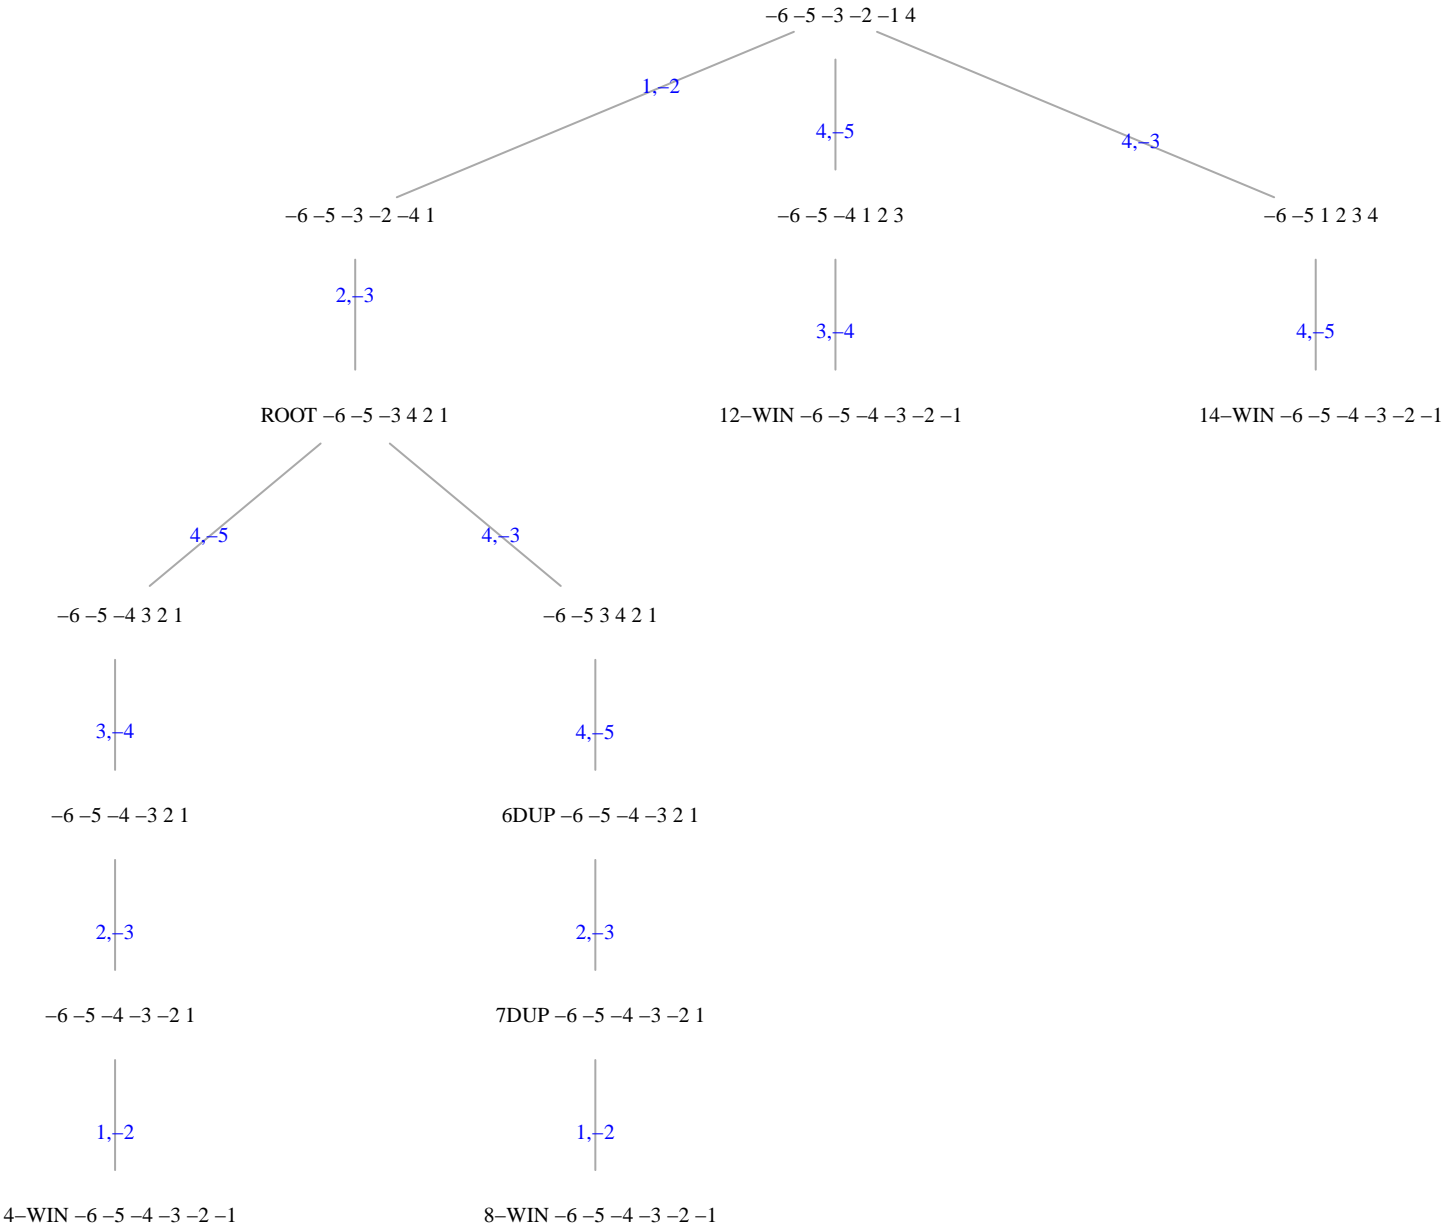 –6 –5 –3 –2 –1 4
1,–2
4,–5
4,–3
–6 –5 –3 –2 –4 1
–6 –5 –4 1 2 3
–6 –5 1 2 3 4
2,–3
3,–4
4,–5
ROOT –6 –5 –3 4 2 1
12–WIN –6 –5 –4 –3 –2 –1
14–WIN –6 –5 –4 –3 –2 –1
4,–5
4,–3
–6 –5 –4 3 2 1
–6 –5 3 4 2 1
3,–4
4,–5
–6 –5 –4 –3 2 1
6DUP –6 –5 –4 –3 2 1
2,–3
2,–3
–6 –5 –4 –3 –2 1
7DUP –6 –5 –4 –3 –2 1
1,–2
1,–2
4–WIN –6 –5 –4 –3 –2 –1
8–WIN –6 –5 –4 –3 –2 –1